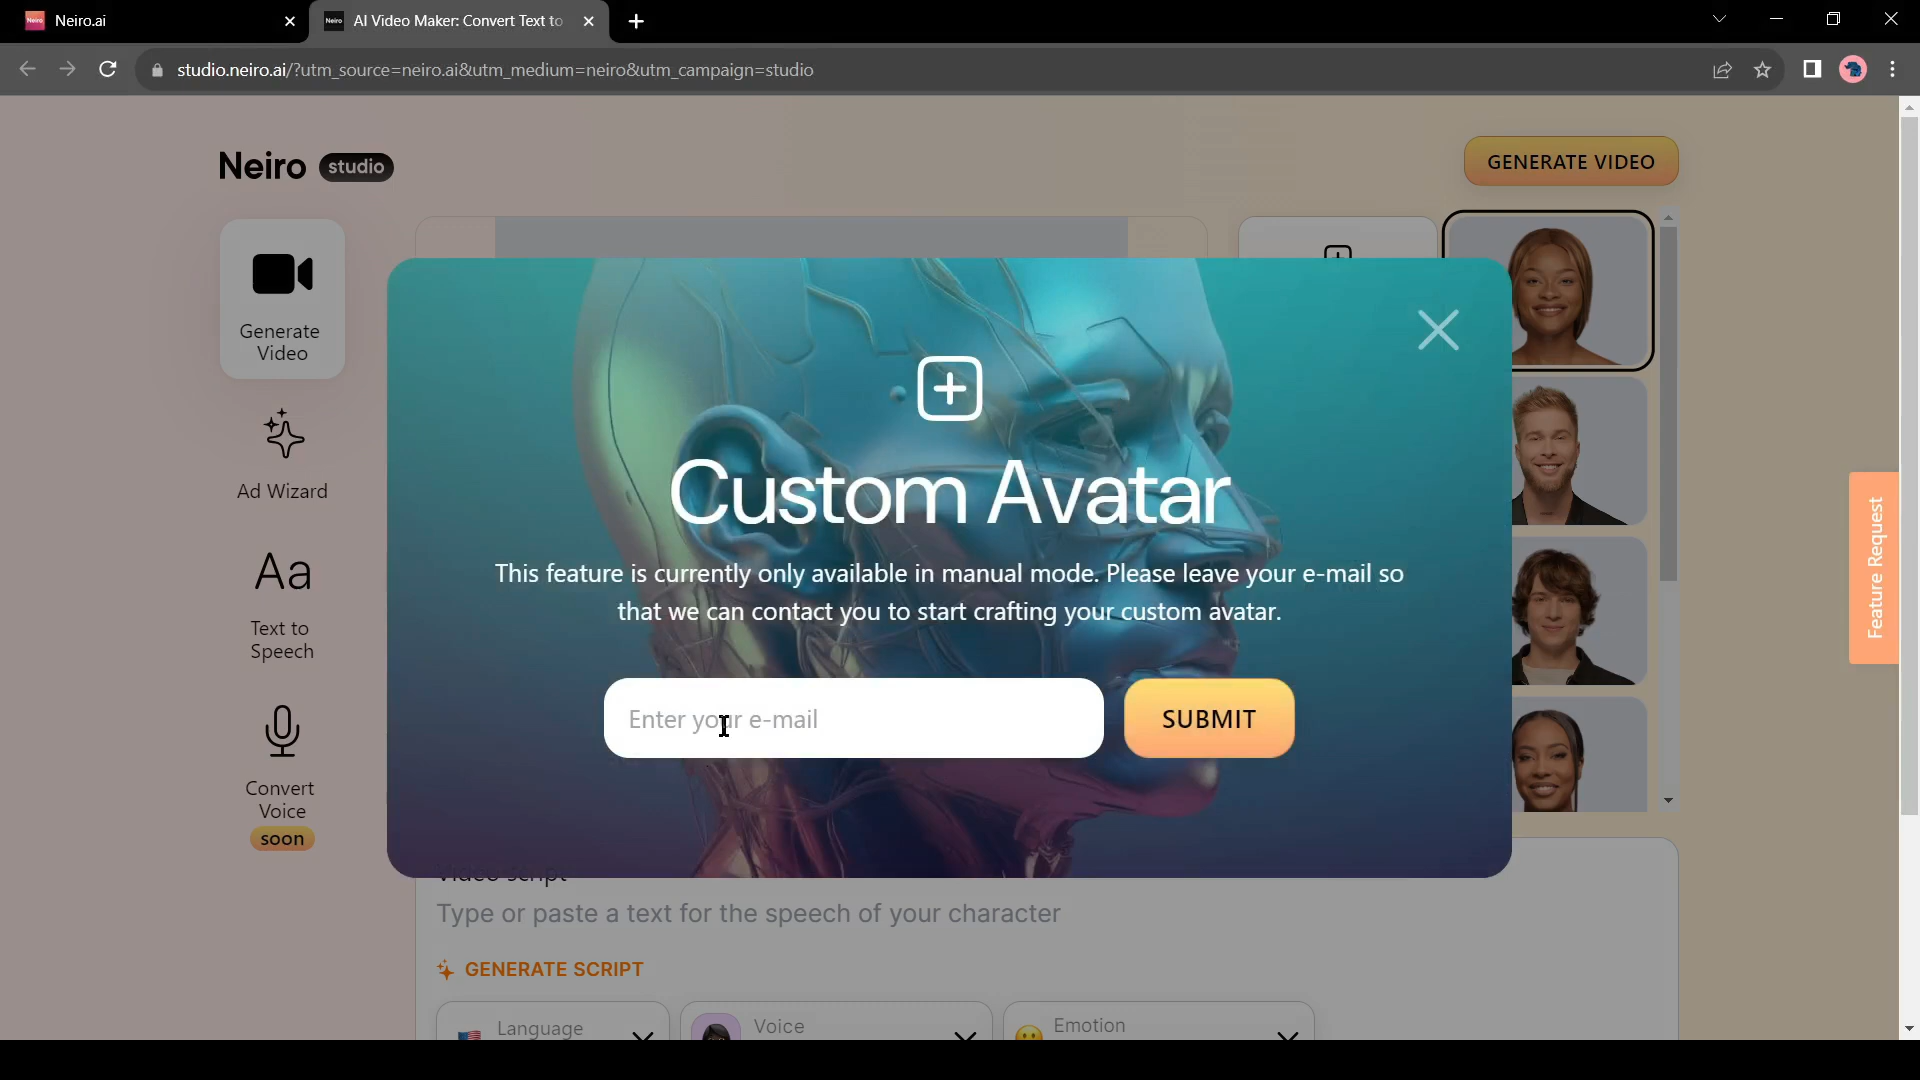 Neiro.ai
Neiro AI Video Maker: Convert Text to
studio.neiro.ai/?utm_source=neiro.ai&utm_medium=neiro&utm_campaign=studio
Neiro studio
GENERATE VIDEO
Generate
Video
Ad Wizard
Aa
Text to
Speech
Convert
Voice
soon
Custom Avatar
This feature is currently only available in manual mode. Please leave your e-mail so
that we can contact you to start crafting your custom avatar.
Enter your e-mail
SUBMIT
Feature Request
Video script
Type or paste a text for the speech of your character
GENERATE SCRIPT
Language
Voice
Emotion